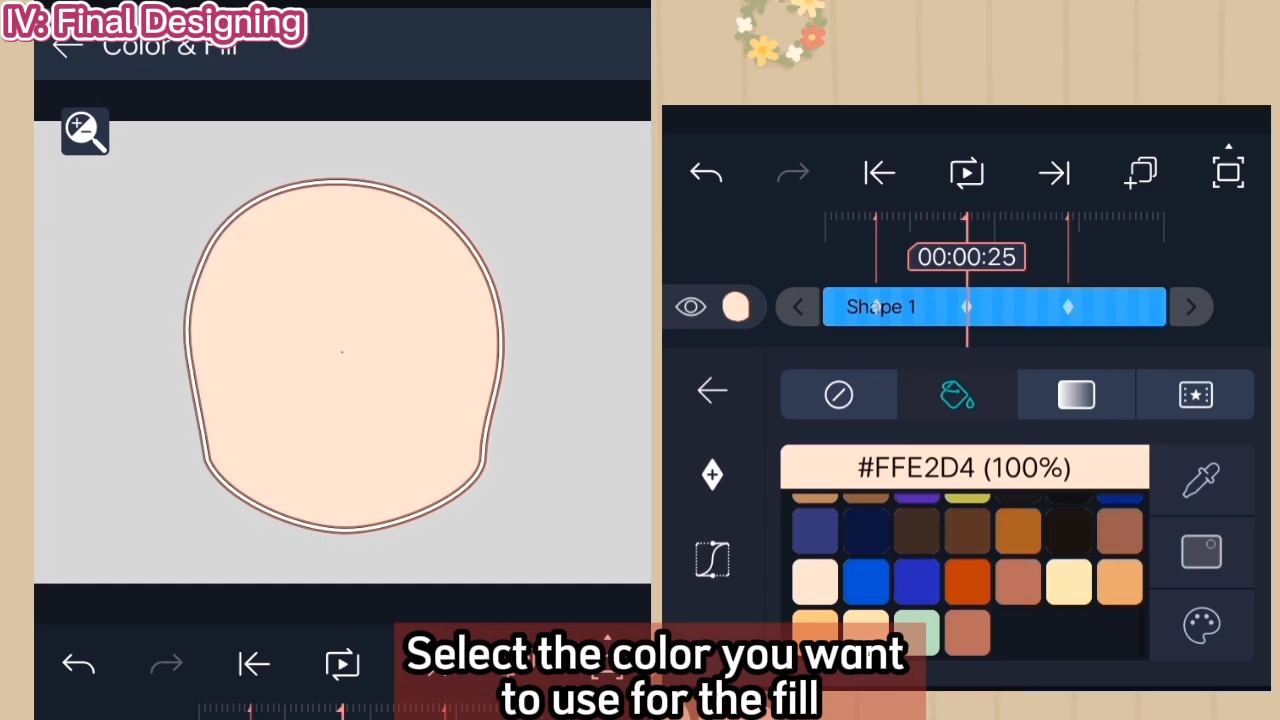 IV: Final Designing
Color & Fill
00:00:25
Shape 1
#FFE2D4 (100%)
Select the color you want
to use for the fill